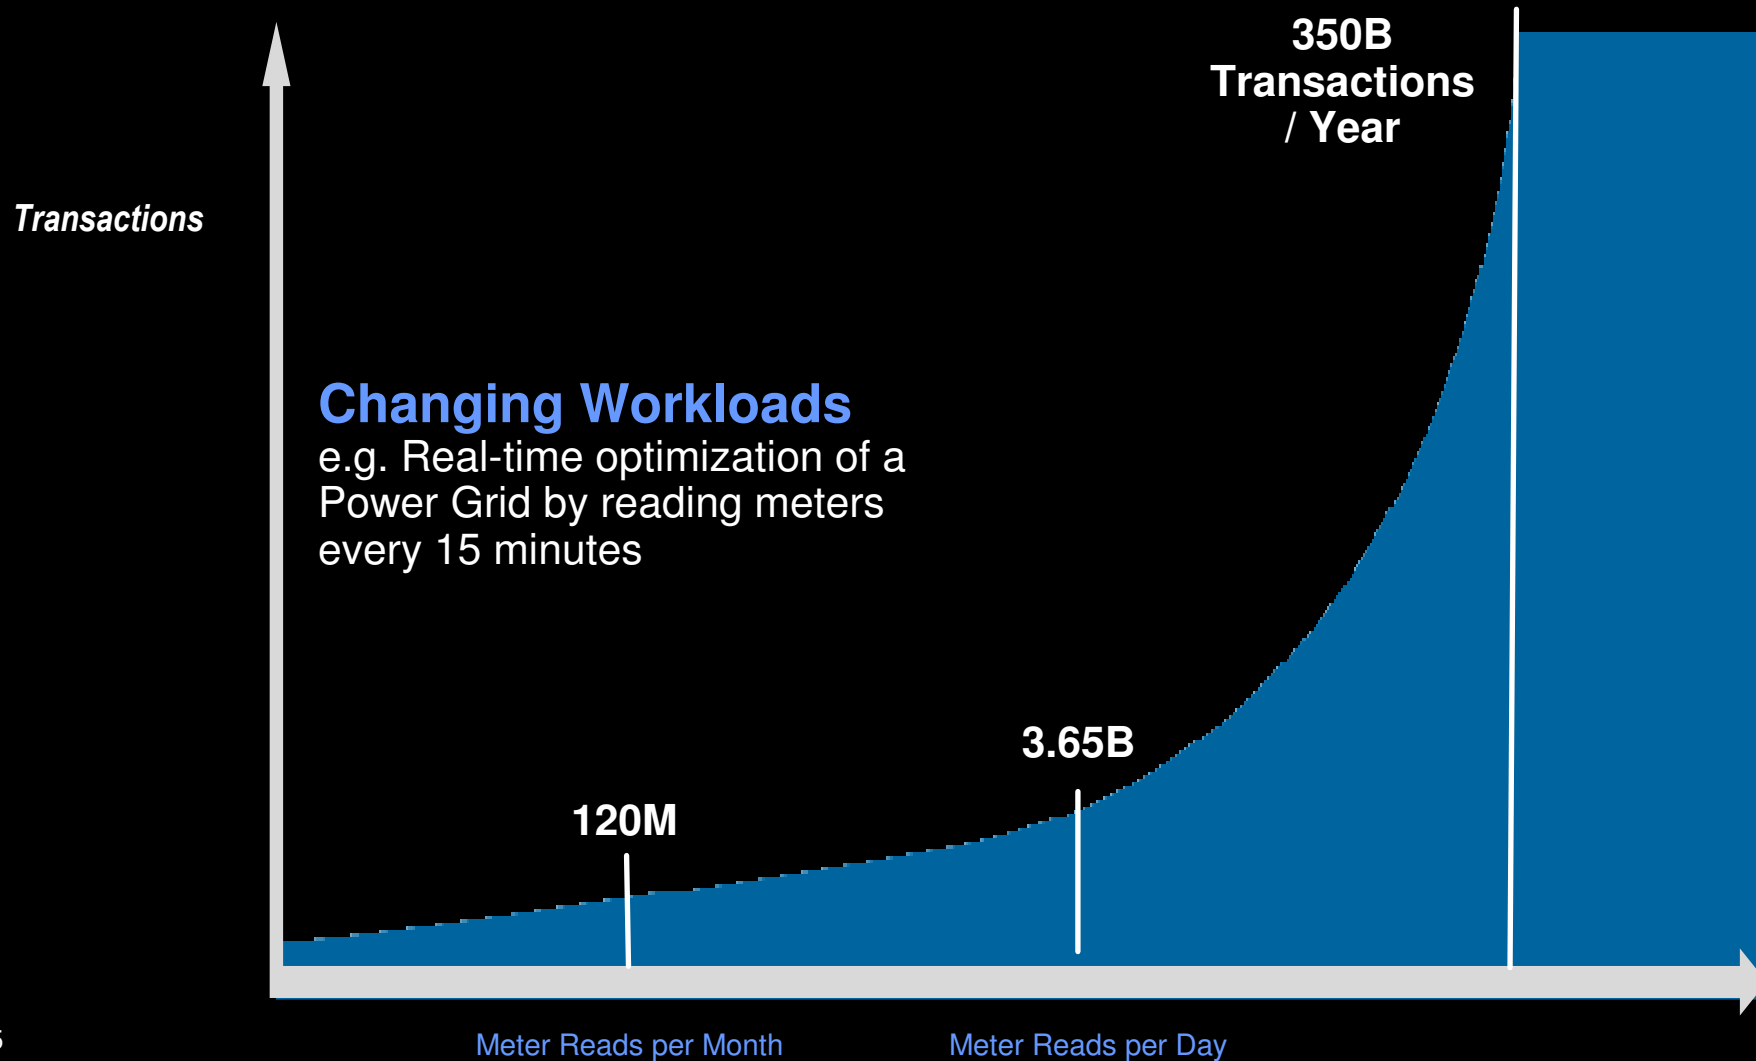 350B
Transactions
/ Year
Transactions
Changing Workloads
e.g. Real-time optimization of a
Power Grid by reading meters
every 15 minutes
3.65B
120M
Meter Reads per Month
Meter Reads per Day